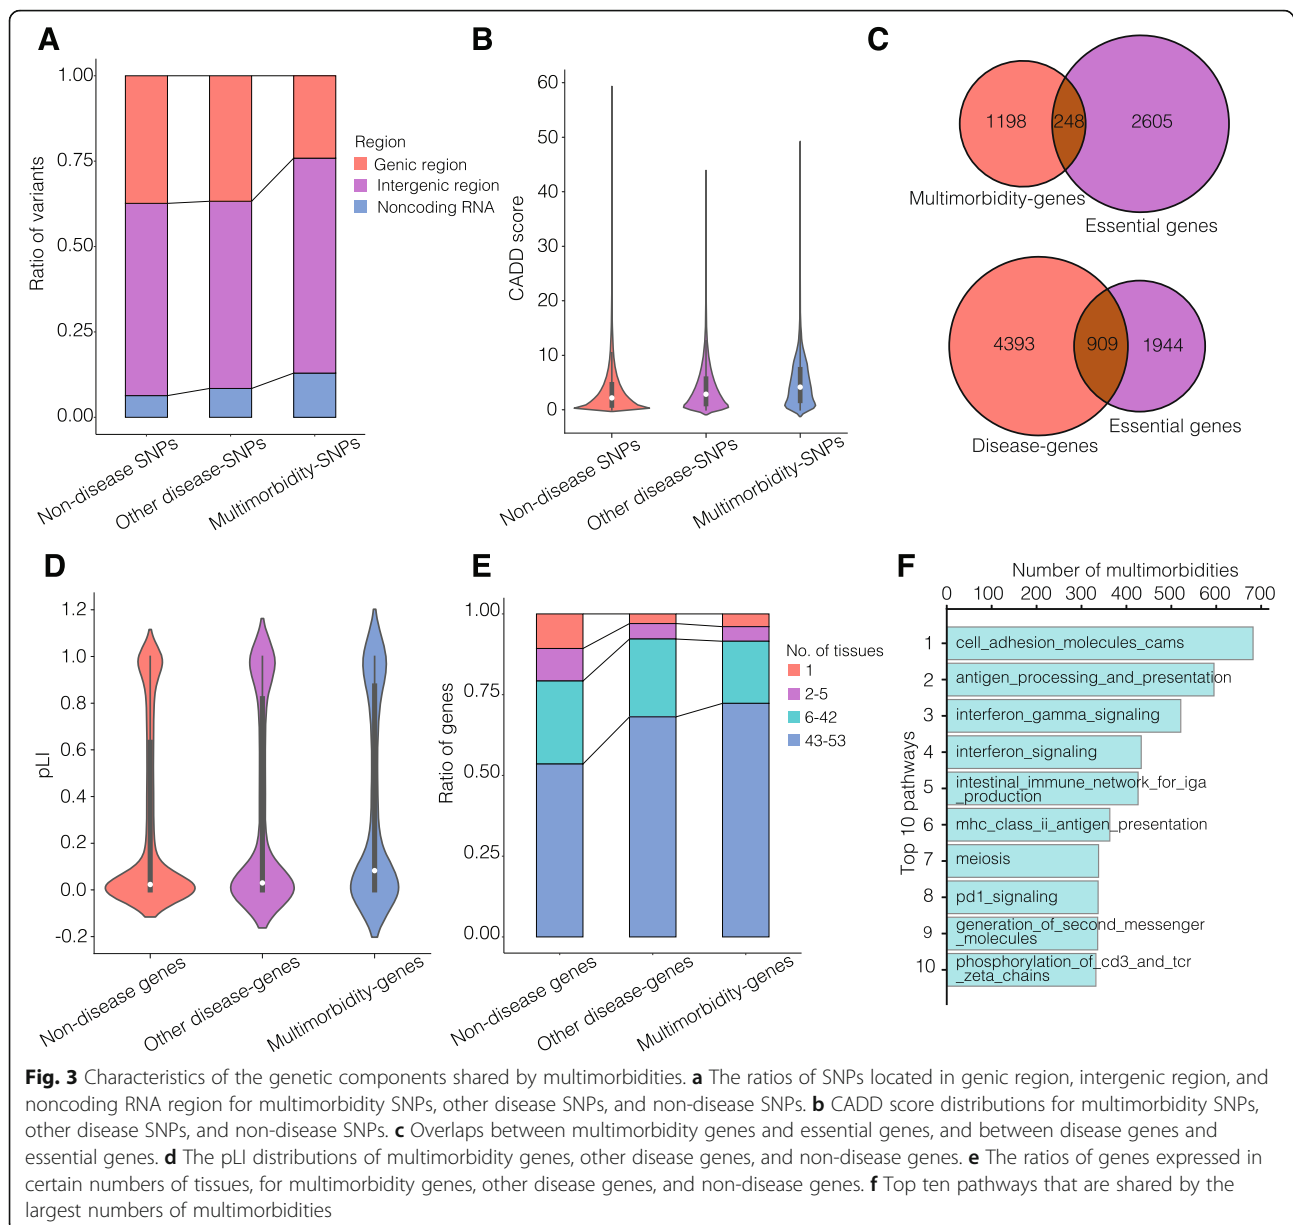 A
1.00
0.75
0.50
0.25
0.00
Ratio of variants
Non-disease SNPs
Other disease-SNPs
Multimorbidity-SNPs
Region
Genic region
Intergenic region
Noncoding RNA
B
60
50
40
30
20
10
0
CADD score
Non-disease SNPs
Other disease-SNPs
Multimorbidity-SNPs
C
1198
248
2605
Multimorbidity-genes
Essential genes
4393
909
1944
Disease-genes
Essential genes
D
1.2
1.0
0.8
0.6
0.4
0.2
0.0
-0.2
pLI
Non-disease genes
Other disease-genes
Multimorbidity-genes
E
1.00
0.75
0.50
0.25
0.00
Ratio of genes
Non-disease genes
Other disease-genes
Multimorbidity-genes
No. of tissues
1
2-5
6-42
43-53
F
Number of multimorbidities
0 100 200 300 400 500 600 700
Top 10 pathways
1 cell_adhesion_molecules_cams
2 antigen_processing_and_presentation
3 interferon_gamma_signaling
4 interferon_signaling
5 intestinal_immune_network_for_iga
_production
6 mhc_class_ii_antigen_presentation
7 meiosis
8 pd1_signaling
9 generation_of_second_messenger
_molecules
10 phosphorylation_of_cd3_and_tcr
_zeta_chains
Fig. 3 Characteristics of the genetic components shared by multimorbidities. a The ratios of SNPs located in genic region, intergenic region, and
noncoding RNA region for multimorbidity SNPs, other disease SNPs, and non-disease SNPs. b CADD score distributions for multimorbidity SNPs,
other disease SNPs, and non-disease SNPs. c Overlaps between multimorbidity genes and essential genes, and between disease genes and
essential genes. d The pLI distributions of multimorbidity genes, other disease genes, and non-disease genes. e The ratios of genes expressed in
certain numbers of tissues, for multimorbidity genes, other disease genes, and non-disease genes. f Top ten pathways that are shared by the
largest numbers of multimorbidities